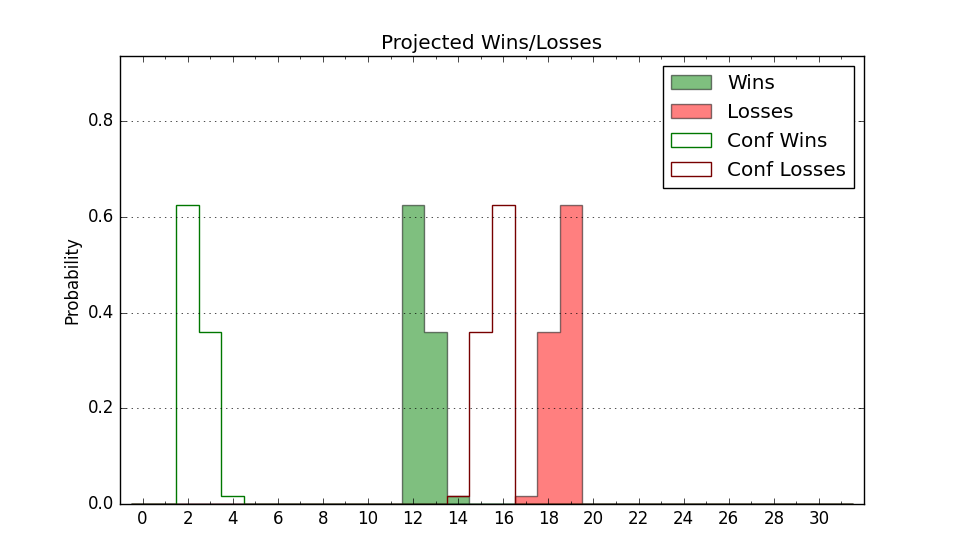 Projected Wins/Losses
Wins
Losses
Conf Wins
Conf Losses
Probability
0.8
0.6
0.4
0.2
0.0
0 2 4 6 8 10 12 14 16 18 20 22 24 26 28 30